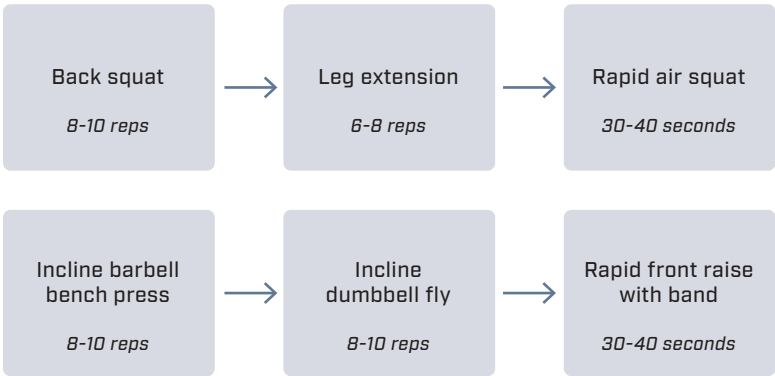 Back squat
8-10 reps
Leg extension
6-8 reps
Rapid air squat
30-40 seconds
Incline barbell
bench press
8-10 reps
Incline
dumbbell fly
8-10 reps
Rapid front raise
with band
30-40 seconds